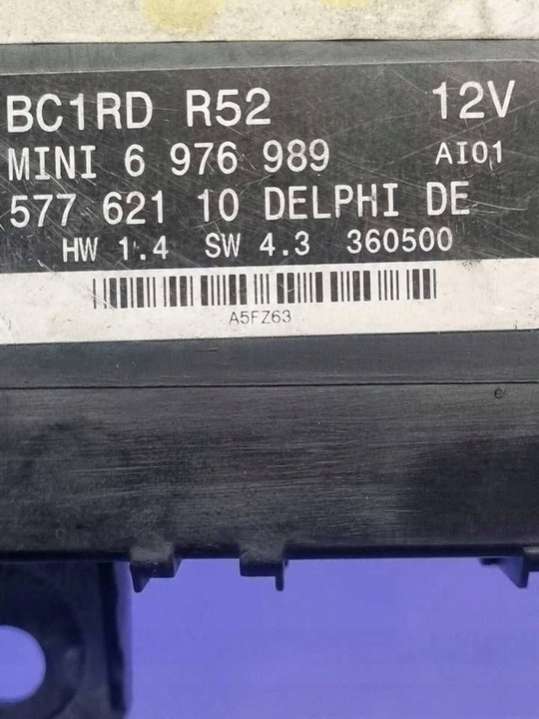 BC1RD R52 12V
MINI 6 976 989 AI01
577 621 10 DELPHI DE
HW 1.4 SW 4.3 360500
A5FZ63